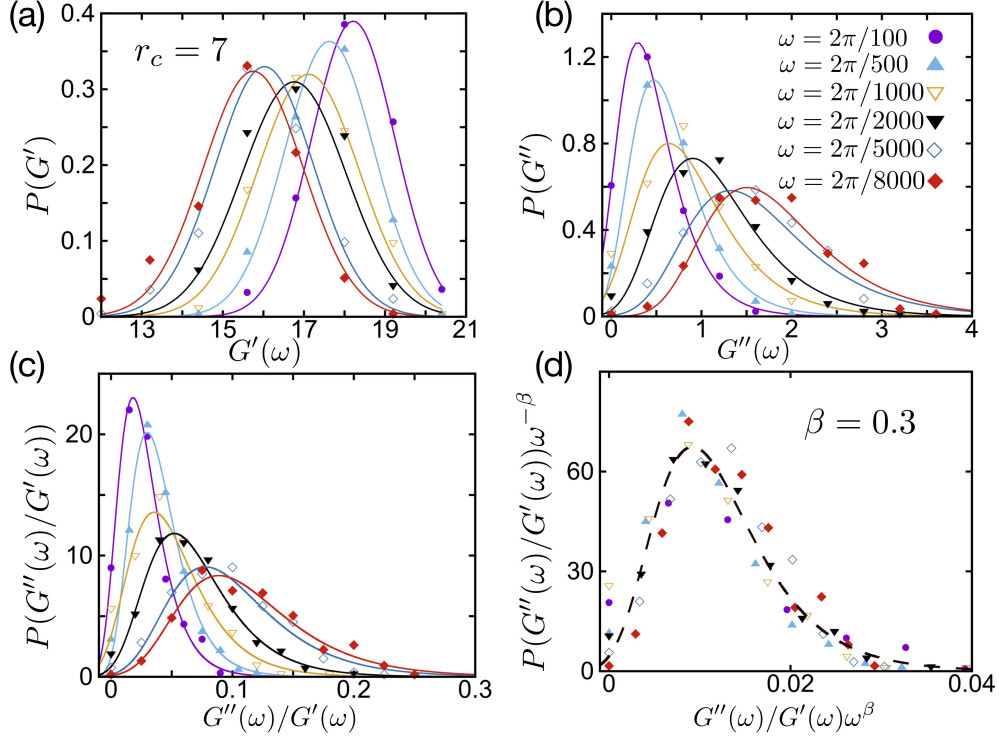 (a)
r_c = 7
P(G′)
0.4
0.3
0.2
0.1
0
13
15
17
19
21
G′(ω)
(b)
ω = 2π/100
ω = 2π/500
ω = 2π/1000
ω = 2π/2000
ω = 2π/5000
ω = 2π/8000
P(G″)
1.2
0.8
0.4
0
0
1
2
3
4
G″(ω)
(c)
P(G″(ω)/G′(ω))
20
10
0
0
0.1
0.2
0.3
G″(ω)/G′(ω)
(d)
β = 0.3
P(G″(ω)/G′(ω))ω^{−β}
60
30
0
0
0.02
0.04
G″(ω)/G′(ω)ω^β